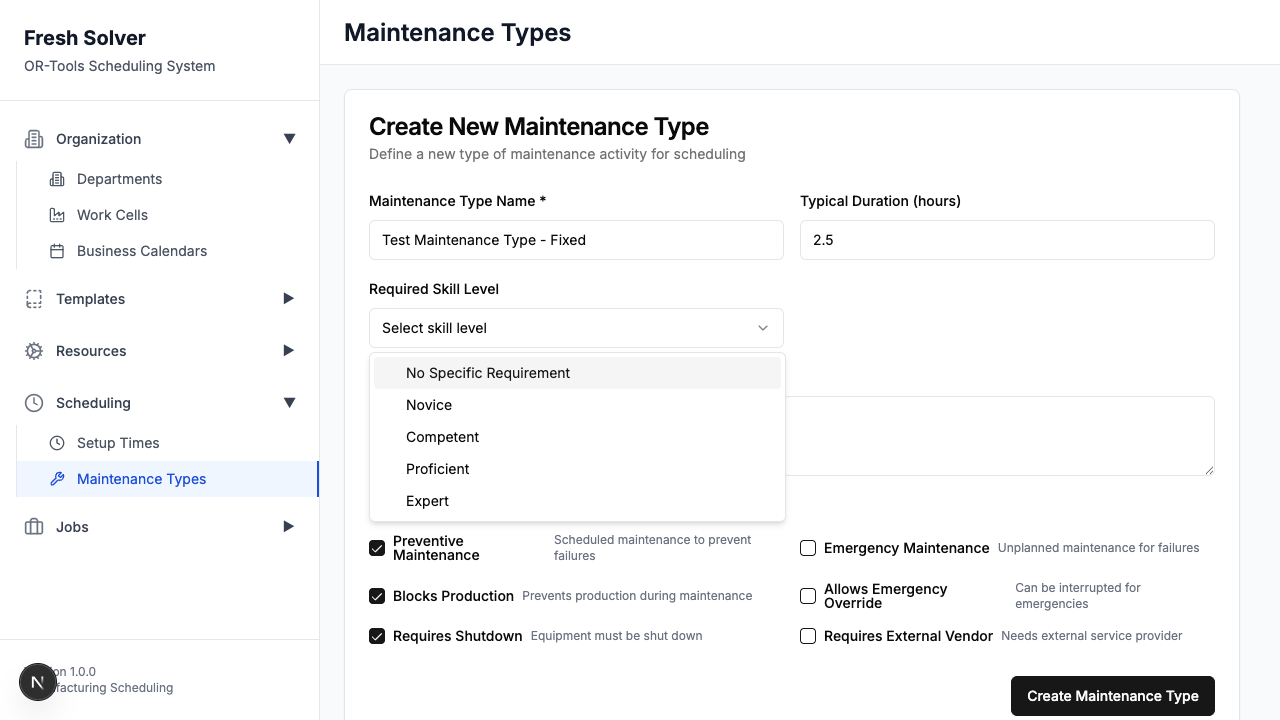 Fresh Solver
OR-Tools Scheduling System
Organization
Departments
Work Cells
Business Calendars
Templates
Resources
Scheduling
Setup Times
Maintenance Types
Jobs
1.0.0
Scheduling
N
Maintenance Types
Create New Maintenance Type
Define a new type of maintenance activity for scheduling
Maintenance Type Name *
Test Maintenance Type - Fixed
Typical Duration (hours)
2.5
Required Skill Level
Select skill level
No Specific Requirement
Novice
Competent
Proficient
Expert
Preventive
Maintenance
Scheduled maintenance to prevent
failures
Emergency Maintenance
Unplanned maintenance for failures
Blocks Production
Prevents production during maintenance
Allows Emergency
Override
Can be interrupted for
emergencies
Requires Shutdown
Equipment must be shut down
Requires External Vendor
Needs external service provider
Create Maintenance Type